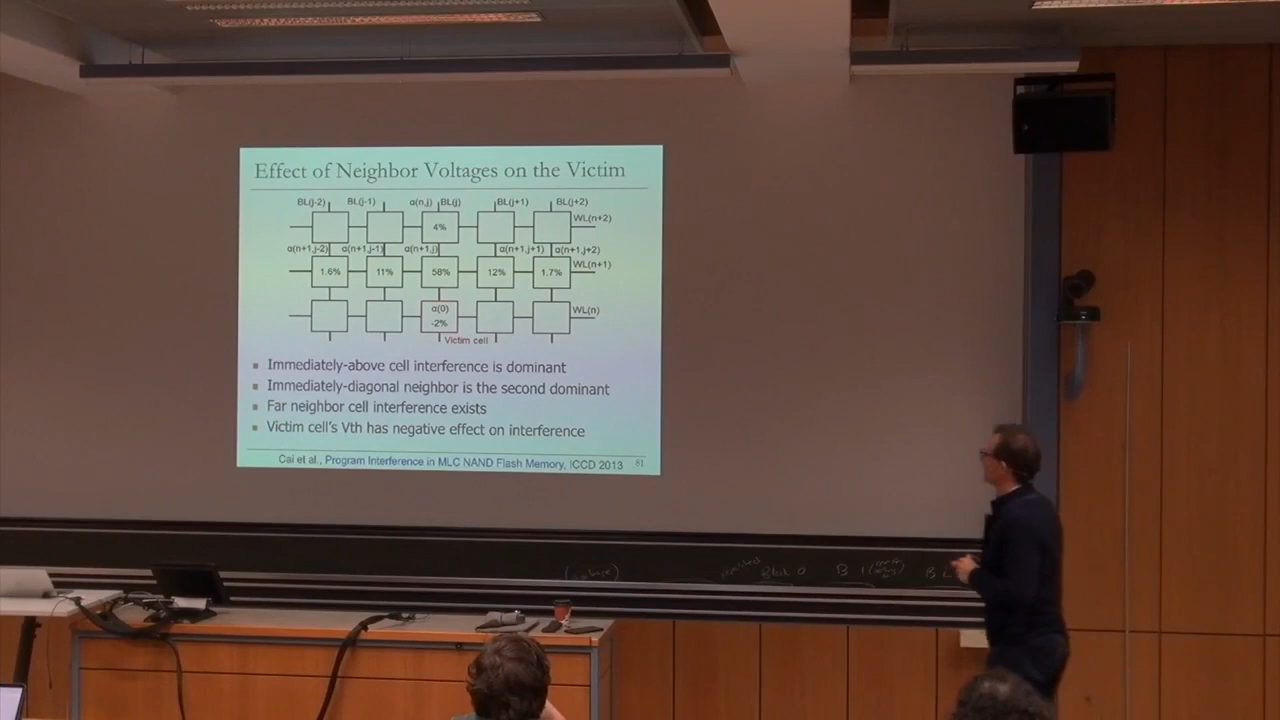 Effect of Neighbor Voltages on the Victim
BL(j-2) BL(j-1) α(n,j) BL(j) BL(j+1) BL(j+2)
4% WL(n+2)
α(n+1,j-2) α(n+1,j-1) α(n+1,j) α(n+1,j+1) α(n+1,j+2)
1.6% 11% 58% 12% 1.7% WL(n+1)
α(0) WL(n)
-2%
Victim cell
Immediately-above cell interference is dominant
Immediately-diagonal neighbor is the second dominant
Far neighbor cell interference exists
Victim cell's Vth has negative effect on interference
Cai et al., Program Interference in MLC NAND Flash Memory, ICCD 2013 81
Block 0 B 1